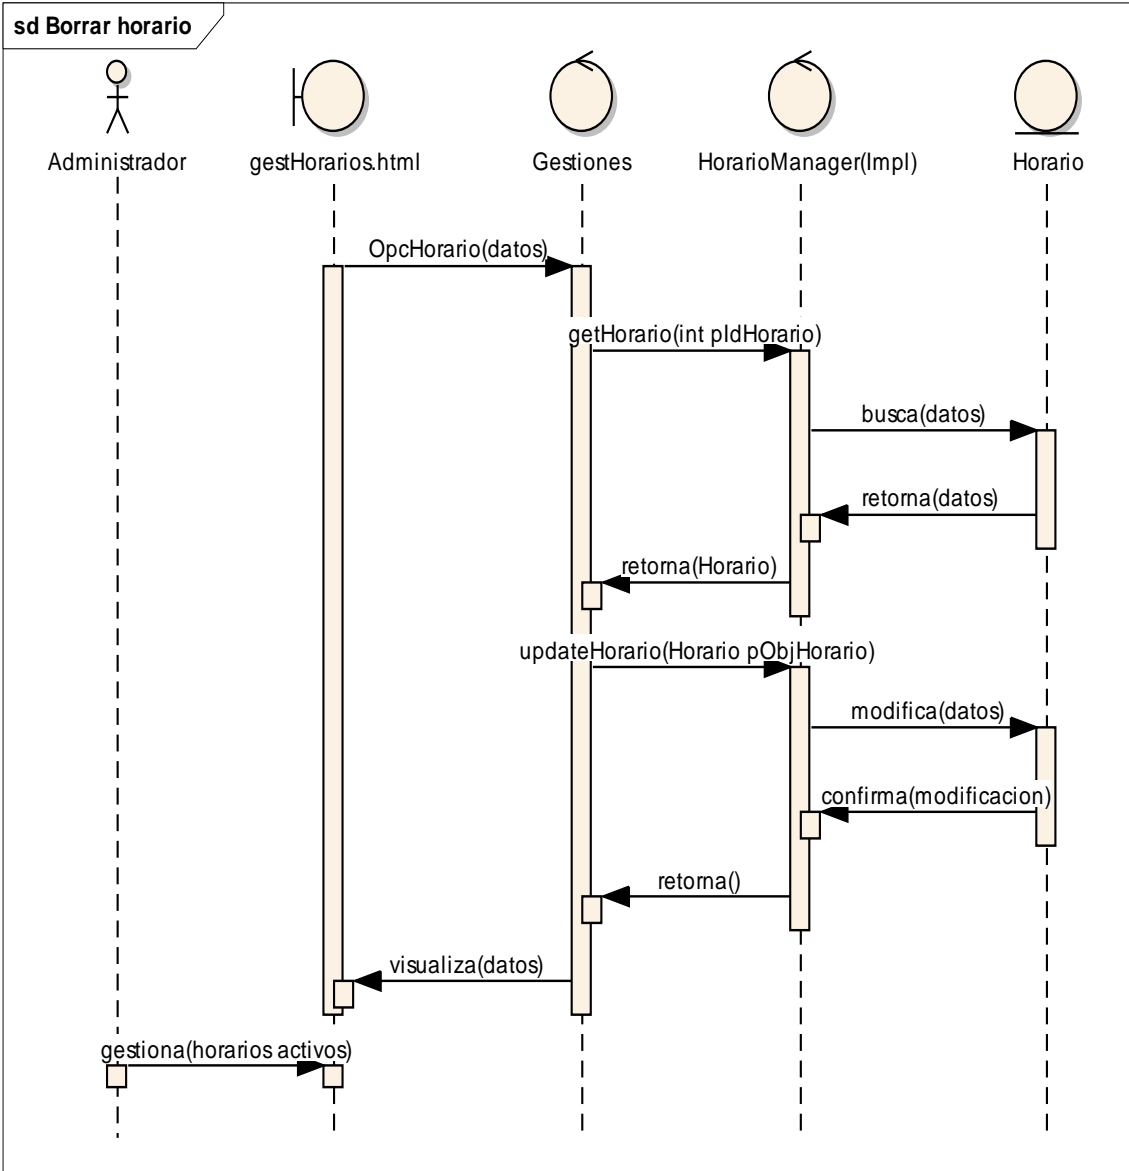 sd Borrar horario
Administrador
gestHorarios.html
Gestiones
HorarioManager(Impl)
Horario
OpcHorario(datos)
getHorario(int pIdHorario)
busca(datos)
retorna(datos)
retorna(Horario)
updateHorario(Horario pObjHorario)
modifica(datos)
confirma(modificacion)
retorna()
visualiza(datos)
gestiona(horarios activos)